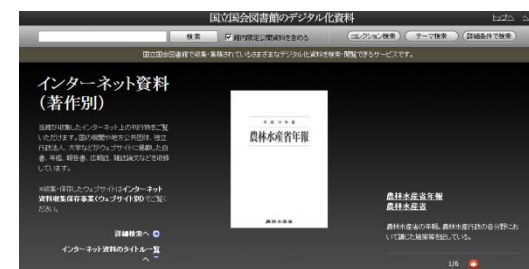 国立国会図書館のデジタル化資料
トップへ
検索
館内限定公開資料を含める
コレクション検索
テーマ検索
詳細条件で検索
国立国会図書館で収集・集積されているさまざまなデジタル化資料を検索・閲覧できるサービスです。
インターネット資料
（著作別）
当館が収集したインターネット上の刊行物をご覧
いただけます。国の機関や地方公共団体、独立
行政法人、大学などがウェブサイトに掲載した白
書、年鑑、報告書、広報誌、雑誌論文などを収録
しています。
※収集・保存したウェブサイトはインターネット
資料収集保存事業（ウェブサイト別）でご覧く
ださい。
詳細検索へ
インターネット資料のタイトル一覧
へ
農林水産省年報
農林水産省
農林水産省年報
農林水産省
農林水産省の年報。農林水産行政の各分野にお
いて講じた施策等を記している。
1/6